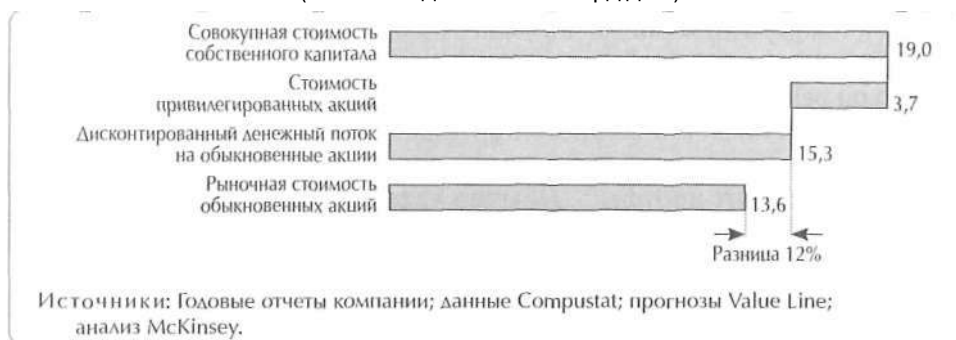 Совокупная стоимость
собственного капитала
19,0
Стоимость
привилегированных акций
3,7
Дисконтированный денежный поток
на обыкновенные акции
15,3
Рыночная стоимость
обыкновенных акций
13,6
Разница 12%
Источники: Годовые отчеты компании; данные Compustat; прогнозы Value Line;
анализ McKinsey.